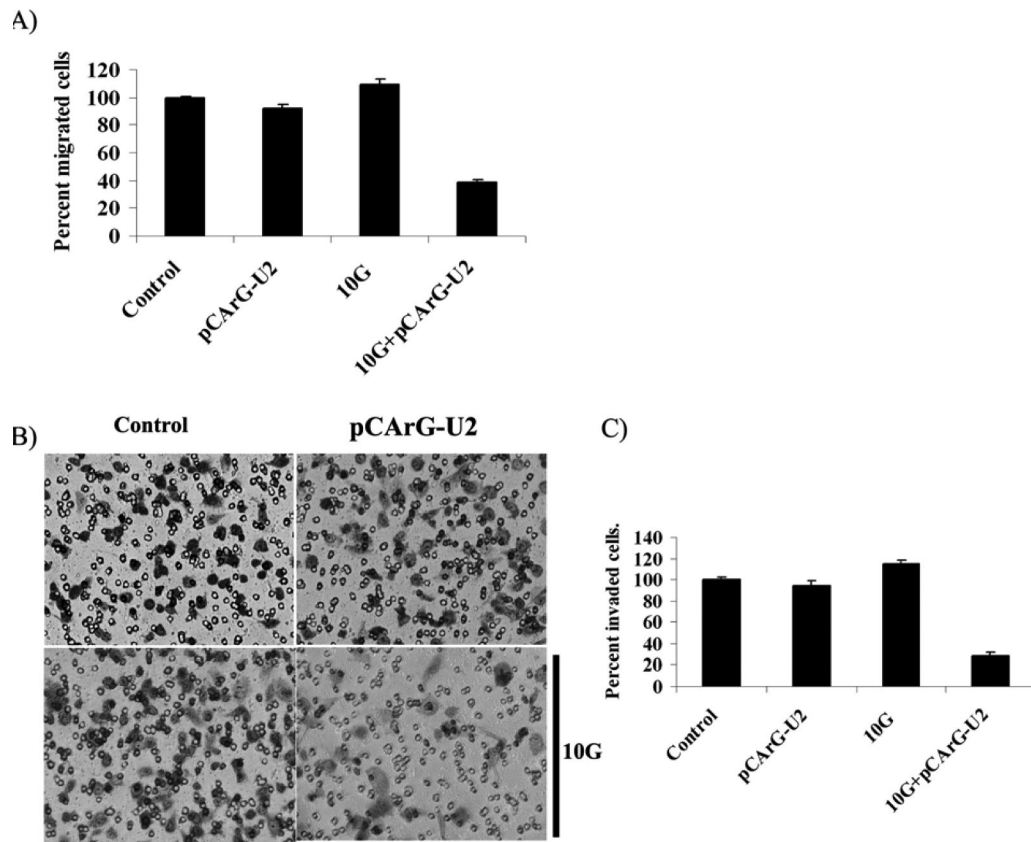 A)
120
100
80
60
40
20
0
Percent migrated cells
Control
pCArG-U2
10G
10G+pCArG-U2
B)
Control
pCArG-U2
10G
C)
140
120
100
80
60
40
20
0
Percent invaded cells.
Control
pCArG-U2
10G
10G+pCArG-U2